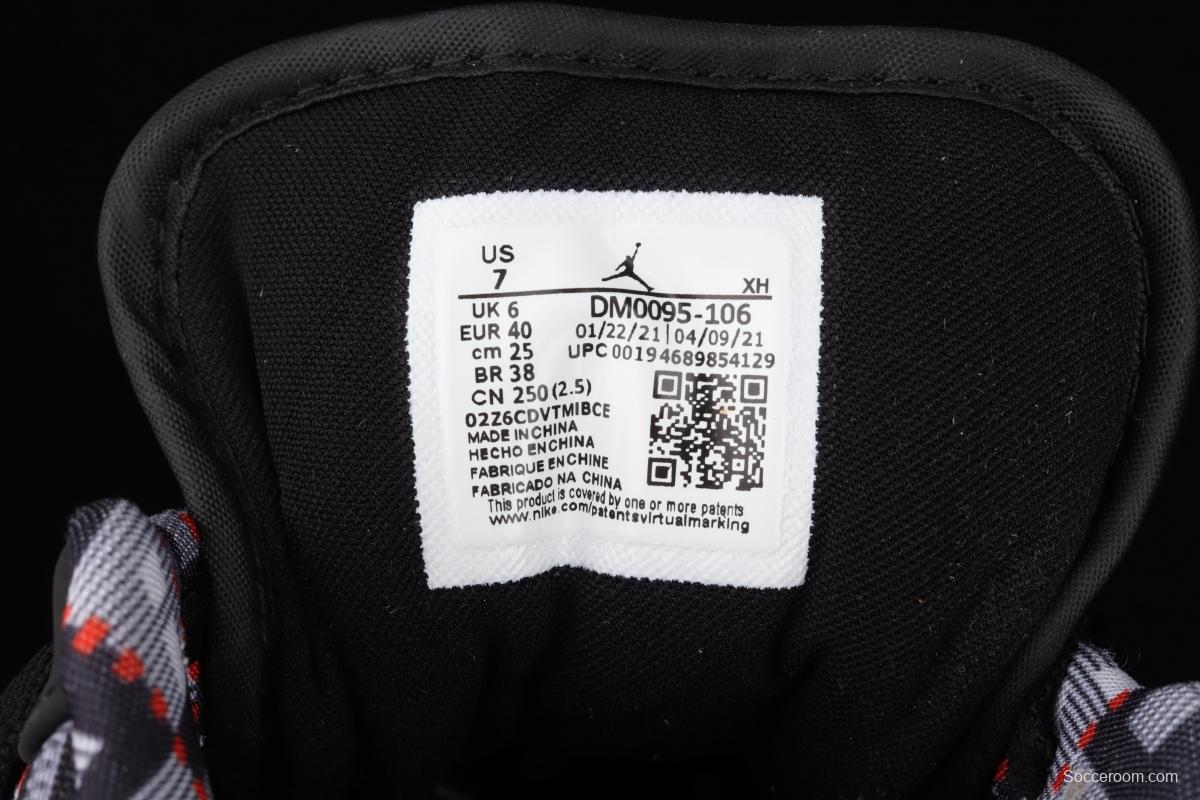 US
7
XH
UK 6
EUR 40
cm 25
BR 38
CN 250 (2.5)
DM0095-106
01/22/21|04/09/21
UPC 00194689854129
02Z6CDVTMIBCE
MADE IN CHINA
HECHO EN CHINA
FABRIQUE EN CHINE
FABRICADO NA CHINA
This product is covered by one or more patents
www.nike.com/patentsvirtualmarking
Socceroom.com